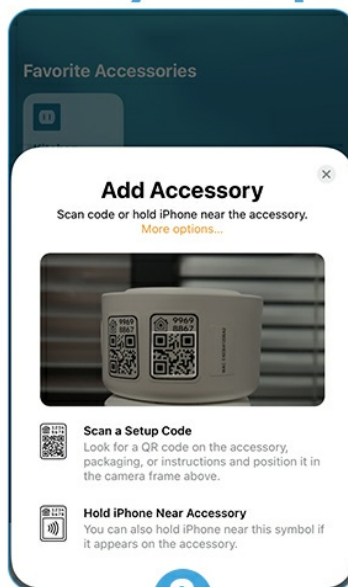 Favorite Accessories
Add Accessory
Scan code or hold iPhone near the accessory.
More options...
9969
8867
9969
8867
Scan a Setup Code
Look for a QR code on the accessory,
packaging, or instructions and position it in
the camera frame above.
Hold iPhone Near Accessory
You can also hold iPhone near this symbol if
it appears on the accessory.